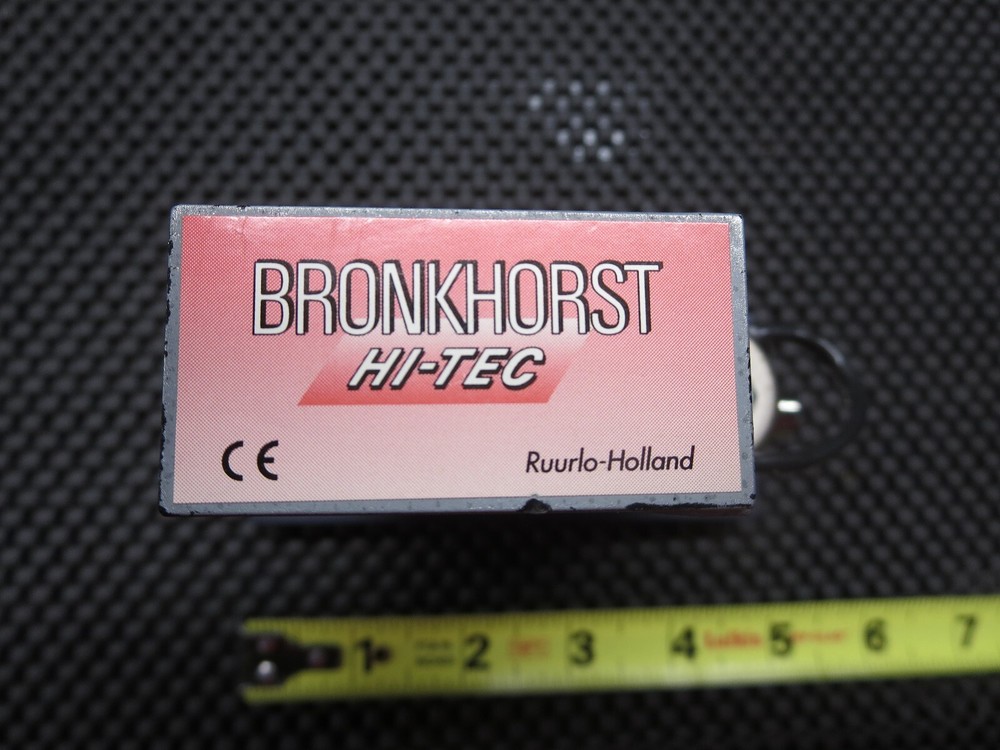 BRONKHORST
HI-TEC
CE Ruurlo-Holland
1 2 3 4 5 6 7